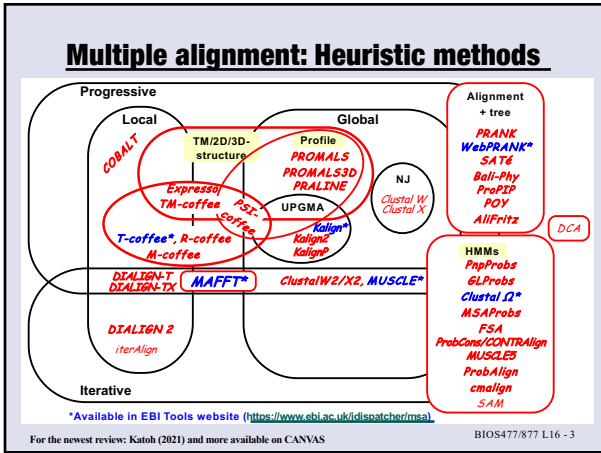 Multiple alignment: Heuristic methods
Progressive
Local
Global
Alignment
+ tree
TM/2D/3D-
structure
Profile
COBALT
PROMALS
PROMALS3D
PRALINE
NJ
Clustal W
Clustal X
PRANK
WebPRANK*
SATé
Bali-Phy
ProPIP
POY
AliFritz
DCA
Expresso
TM-coffee
PSI-
coffee
UPGMA
Kalign*
Kalign2
KalignP
T-coffee*, R-coffee
M-coffee
DIALIGN-T
DIALIGN-TX
MAFFT*
ClustalW2/X2, MUSCLE*
HMMs
PnpProbs
GLProbs
Clustal Ω*
MSAProbs
FSA
ProbCons/CONTRAlign
MUSCLE5
ProbAlign
cmalign
SAM
DIALIGN 2
iterAlign
Iterative
*Available in EBI Tools website (https://www.ebi.ac.uk/jdispatcher/msa)
For the newest review: Katoh (2021) and more available on CANVAS
BIOS477/877 L16 - 3